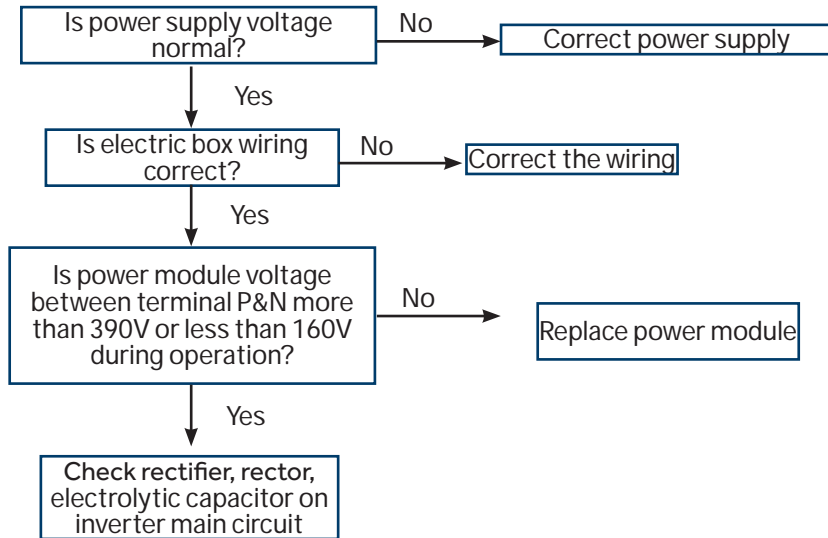 Is power supply voltage
normal?
No
Correct power supply
Yes
Is electric box wiring
correct?
No
Correct the wiring
Yes
Is power module voltage
between terminal P&N more
than 390V or less than 160V
during operation?
No
Replace power module
Yes
Check rectifier, rector,
electrolytic capacitor on
inverter main circuit